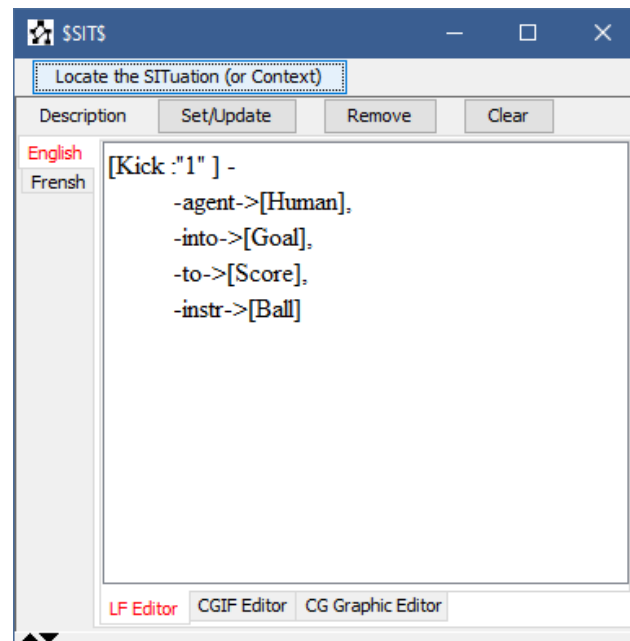 $SIT$
Locate the SITuation (or Context)
Description Set/Update Remove Clear
English
Frensh
[Kick :"1" ] -
-agent->[Human],
-into->[Goal],
-to->[Score],
-instr->[Ball]
LF Editor CGIF Editor CG Graphic Editor